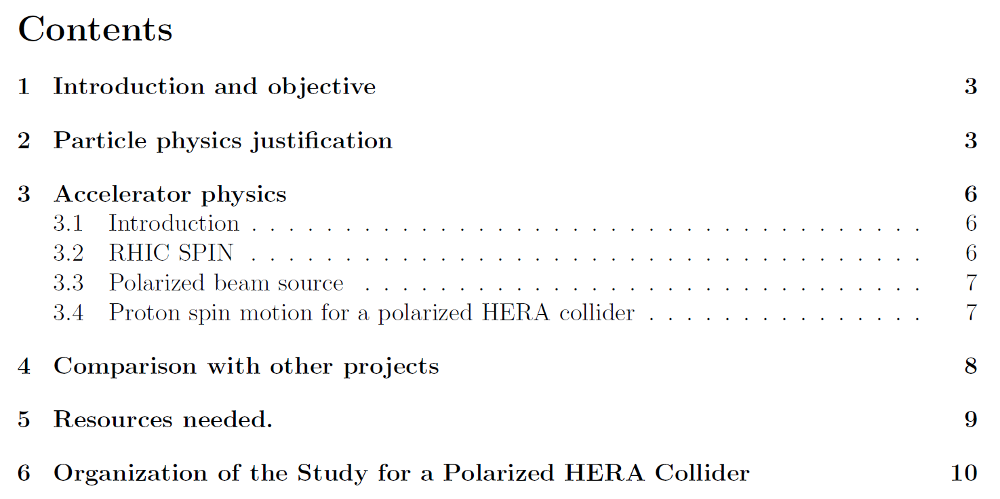 Contents
1 Introduction and objective 3
2 Particle physics justification 3
3 Accelerator physics 6
3.1 Introduction . . . . . . . . . . . . . . . . . . . . . . . . . . . . . . . . . . . . 6
3.2 RHIC SPIN . . . . . . . . . . . . . . . . . . . . . . . . . . . . . . . . . . . . 6
3.3 Polarized beam source . . . . . . . . . . . . . . . . . . . . . . . . . . . . . . 7
3.4 Proton spin motion for a polarized HERA collider . . . . . . . . . . . . . . . 7
4 Comparison with other projects 8
5 Resources needed. 9
6 Organization of the Study for a Polarized HERA Collider 10